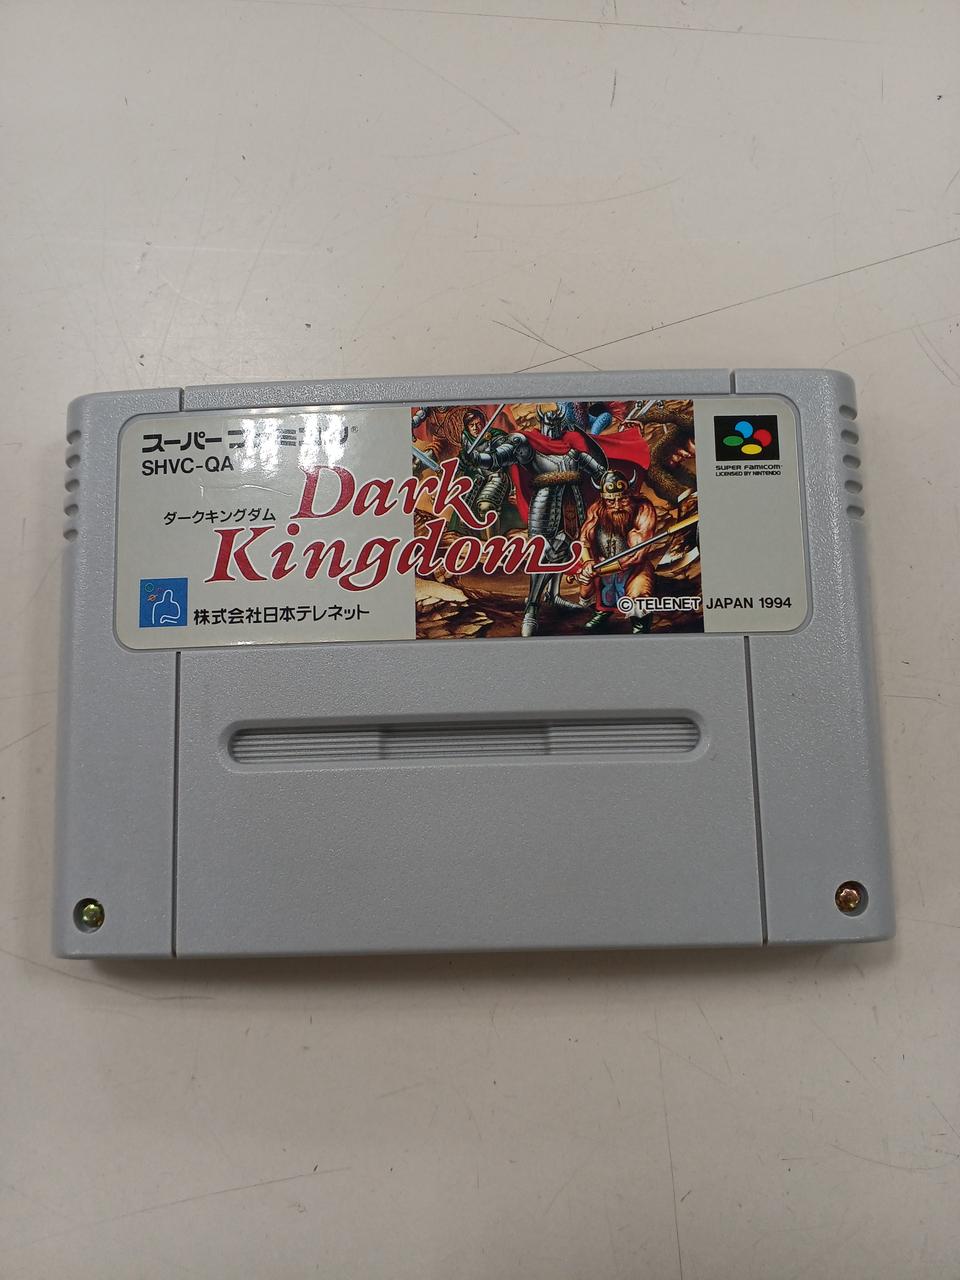 スーパーファミコン®
SHVC-QA
Dark
ダークキングダム
Kingdom
株式会社日本テレネット
SUPER FAMICOM™
LICENSED BY NINTENDO
© TELENET JAPAN 1994